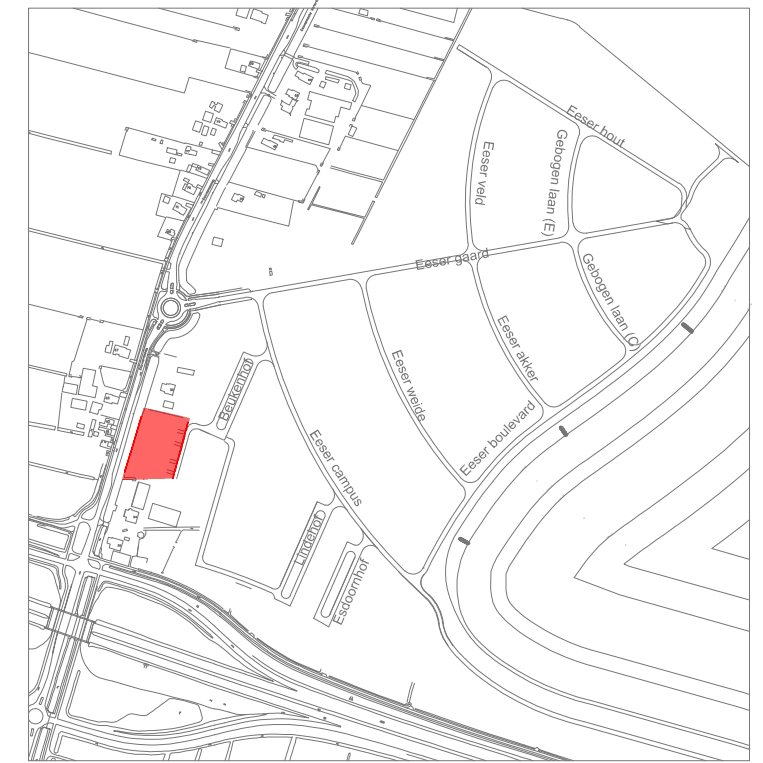 Eeser hout
Eeser veld
Gebogen laan (E)
Eeser gaard
Gebogen laan (C)
Eeser akker
Eeser weide
Beukenhof
Eeser boulevard
Eeser campus
Lindehof
Esdoornhof